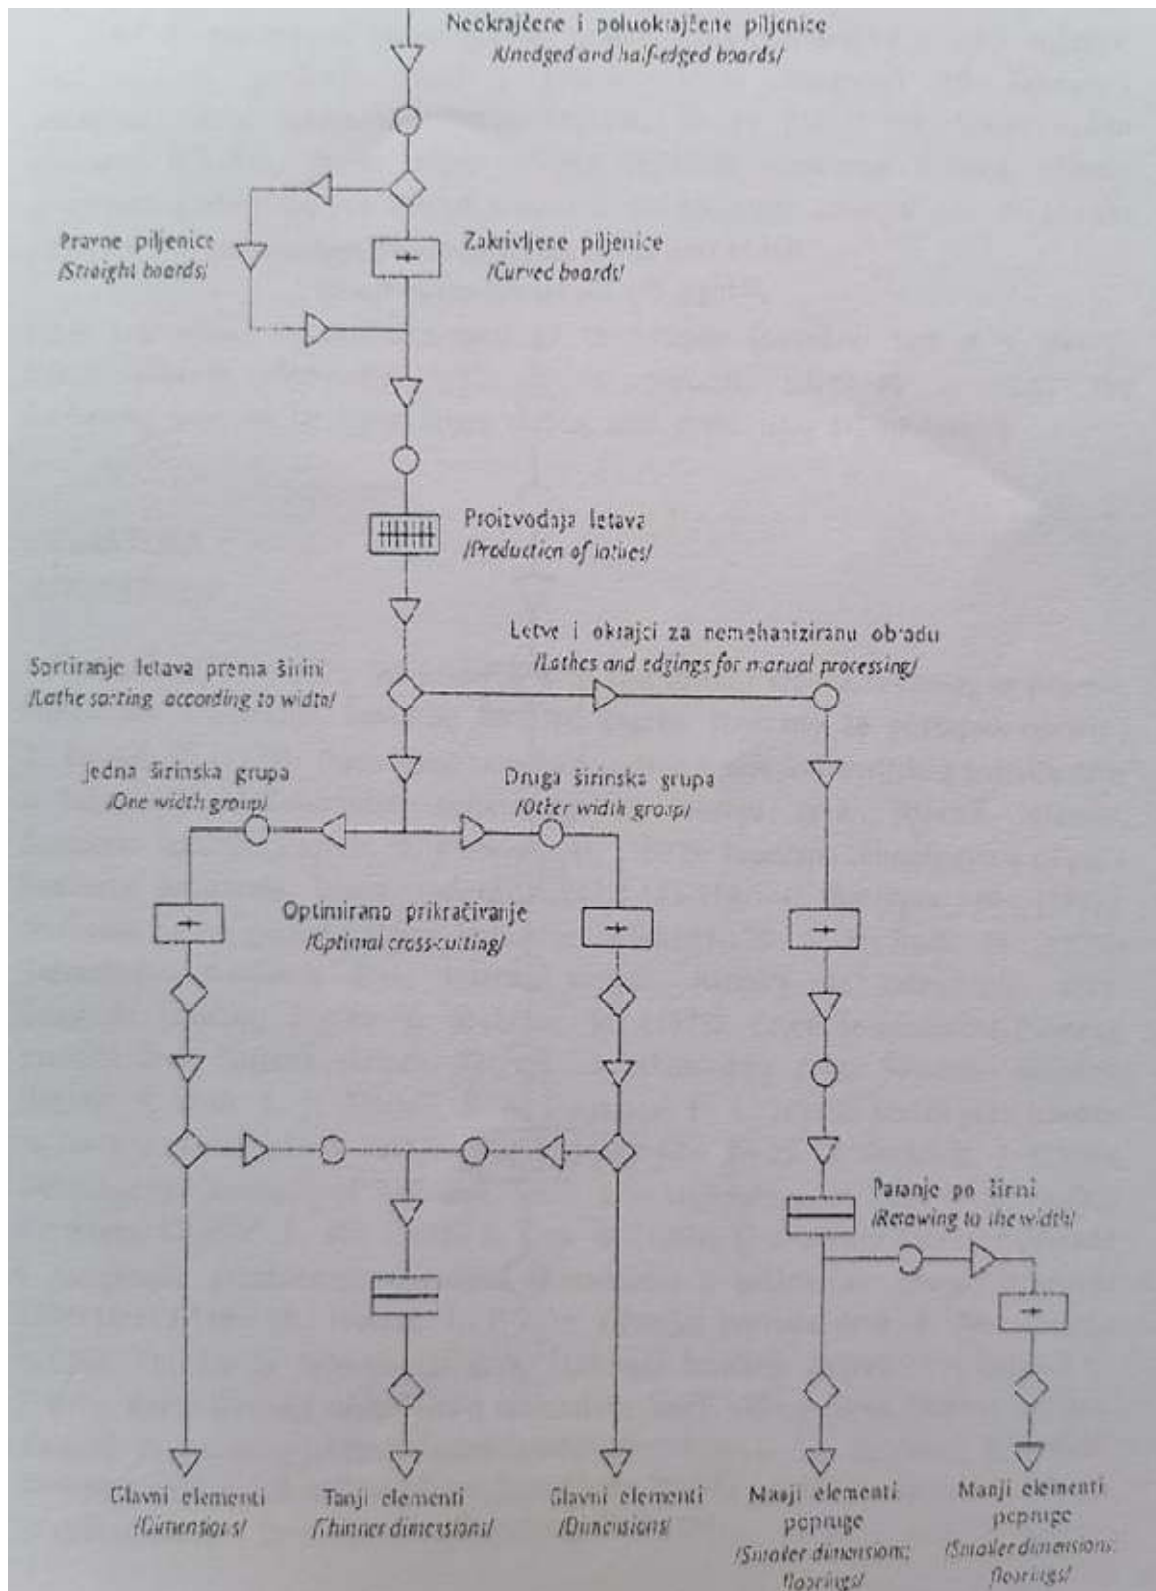 Neokrajčene i poluokrajčene piljenice
/Unedged and half-edged boards/
Pravne piljenice
/Straight boards/
Zakrivljene piljenice
/Curved boards/
Proizvodnja letava
/Production of lathes/
Letve i okrajci za nemehaniziranu obradu
/Lathes and edgings for manual processing/
Sortiranje letava prema širini
/Lathe sorting according to width/
Jedna širinska grupa
/One width group/
Druga širinska grupa
/Other width group/
Optimirano prikračivanje
/Optimal cross-cutting/
Paranje po širni
/Resawing to the width/
Glavni elementi
/Dimensions/
Tanji elementi
/Thinner dimensions/
Glavni elementi
/Dimensions/
Manji elementi
popruge
/Smaller dimensions;
floorings/
Manji elementi
popruge
/Smaller dimensions;
floorings/